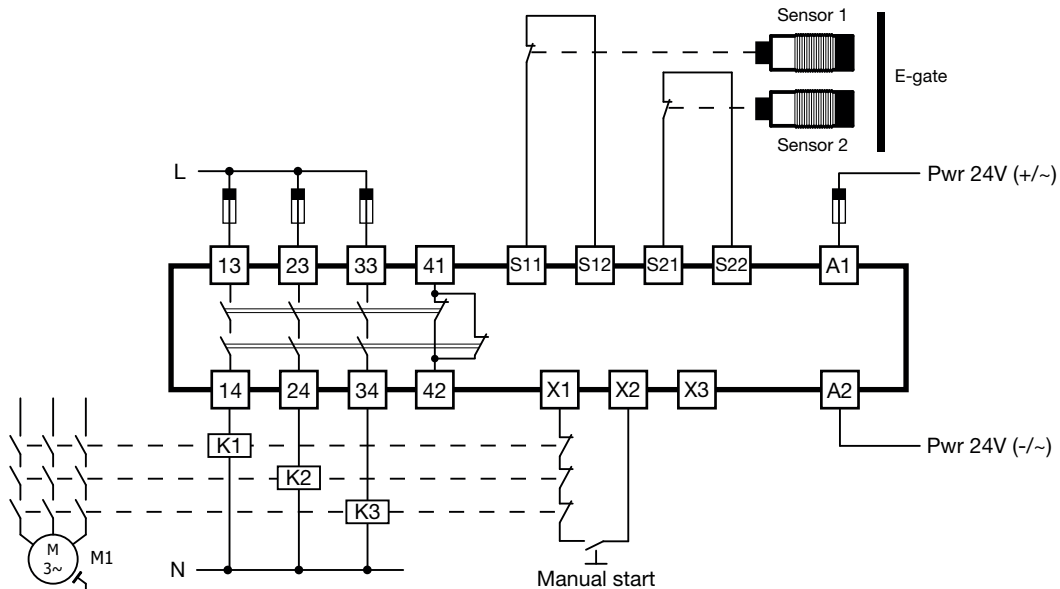 Sensor 1
E-gate
Sensor 2
L
Pwr 24V (+/~)
13 23 33 41 S11 S12 S21 S22 A1
14 24 34 42 X1 X2 X3 A2
K1
Pwr 24V (-/~)
K2
K3
M
3~
M1
N
Manual start